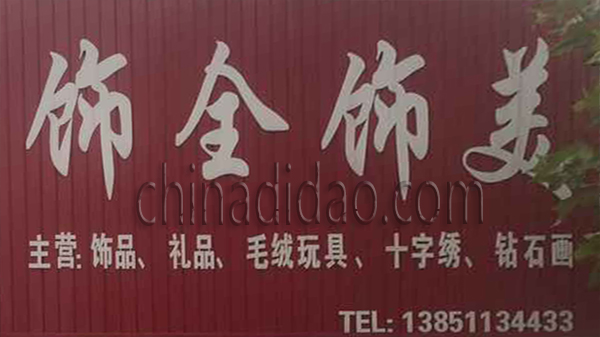 饰全饰美
chinadidao.com
主营:饰品、礼品、毛绒玩具、十字绣、钻石画
TEL: 13851134433